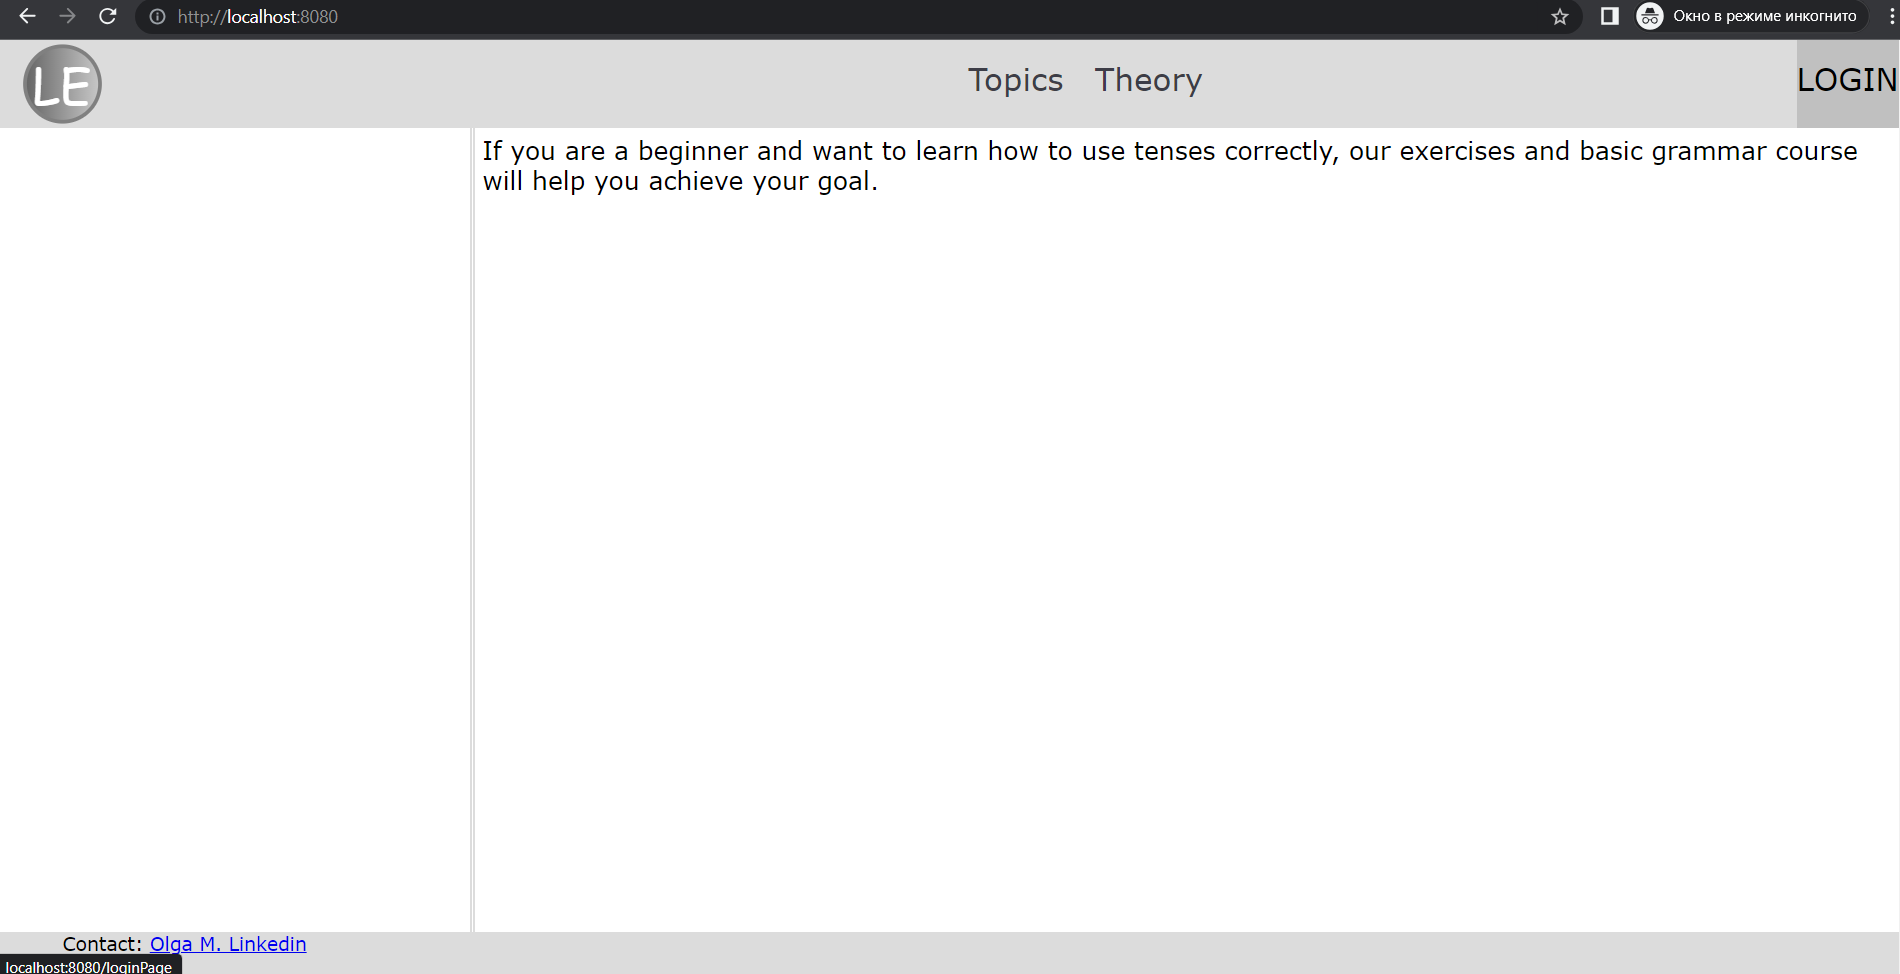 http://localhost:8080
Окно в режиме инкогнито
LE
Topics Theory
LOGIN
If you are a beginner and want to learn how to use tenses correctly, our exercises and basic grammar course
will help you achieve your goal.
Contact: Olga M. Linkedin
localhost:8080/loginPage